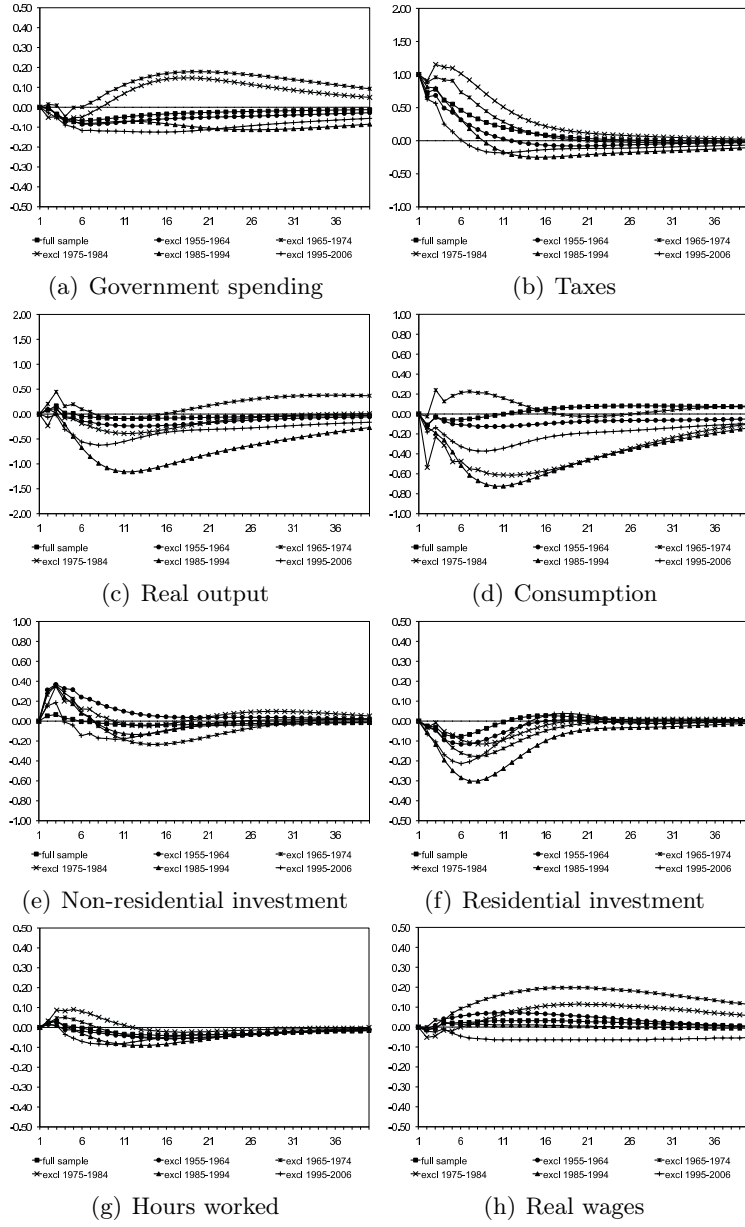 0.50
0.40
0.30
0.20
0.10
0.00
-0.10
-0.20
-0.30
-0.40
-0.50
1 6 11 16 21 26 31 36
full sample excl 1955-1964 excl 1965-1974
excl 1975-1984 excl 1985-1994 excl 1995-2006
(a) Government spending
2.00
1.50
1.00
0.50
0.00
-0.50
-1.00
1 6 11 16 21 26 31 36
full sample excl 1955-1964 excl 1965-1974
excl 1975-1984 excl 1985-1994 excl 1995-2006
(b) Taxes
2.00
1.50
1.00
0.50
0.00
-0.50
-1.00
-1.50
-2.00
1 6 11 16 21 26 31 36
full sample excl 1955-1964 excl 1965-1974
excl 1975-1984 excl 1985-1994 excl 1995-2006
(c) Real output
1.00
0.80
0.60
0.40
0.20
0.00
-0.20
-0.40
-0.60
-0.80
-1.00
1 6 11 16 21 26 31 36
full sample excl 1955-1964 excl 1965-1974
excl 1975-1984 excl 1985-1994 excl 1995-2006
(d) Consumption
1.00
0.80
0.60
0.40
0.20
0.00
-0.20
-0.40
-0.60
-0.80
-1.00
1 6 11 16 21 26 31 36
full sample excl 1955-1964 excl 1965-1974
excl 1975-1984 excl 1985-1994 excl 1995-2006
(e) Non-residential investment
0.50
0.40
0.30
0.20
0.10
0.00
-0.10
-0.20
-0.30
-0.40
-0.50
1 6 11 16 21 26 31 36
full sample excl 1955-1964 excl 1965-1974
excl 1975-1984 excl 1985-1994 excl 1995-2006
(f) Residential investment
0.50
0.40
0.30
0.20
0.10
0.00
-0.10
-0.20
-0.30
-0.40
-0.50
1 6 11 16 21 26 31 36
full sample excl 1955-1964 excl 1965-1974
excl 1975-1984 excl 1985-1994 excl 1995-2006
(g) Hours worked
0.50
0.40
0.30
0.20
0.10
0.00
-0.10
-0.20
-0.30
-0.40
-0.50
1 6 11 16 21 26 31 36
full sample excl 1955-1964 excl 1965-1974
excl 1975-1984 excl 1985-1994 excl 1995-2006
(h) Real wages